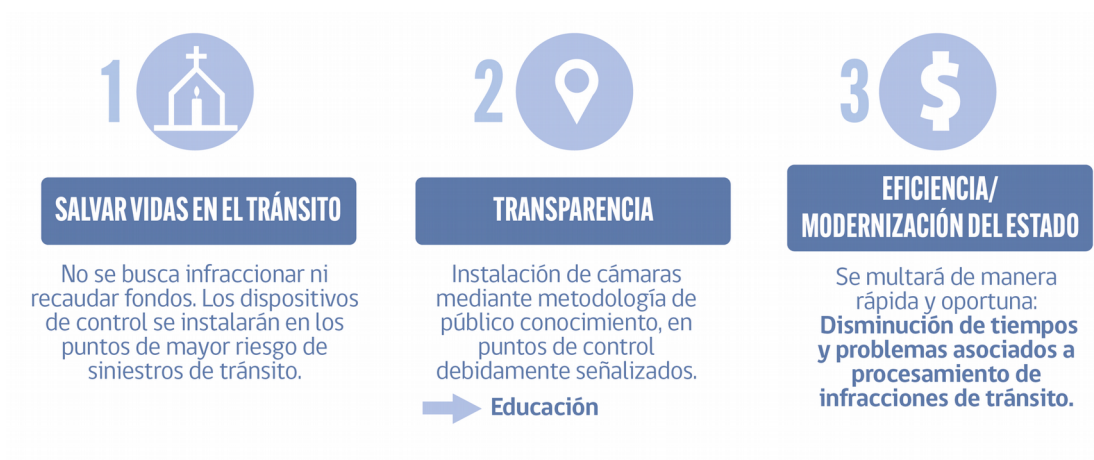 1
SALVAR VIDAS EN EL TRÁNSITO
No se busca infraccionar ni
recaudar fondos. Los dispositivos
de control se instalarán en los
puntos de mayor riesgo de
siniestros de tránsito.
2
TRANSPARENCIA
Instalación de cámaras
mediante metodología de
público conocimiento, en
puntos de control
debidamente señalizados.
Educación
3
$
EFICIENCIA/
MODERNIZACIÓN DEL ESTADO
Se multará de manera
rápida y oportuna:
Disminución de tiempos
y problemas asociados a
procesamiento de
infracciones de tránsito.